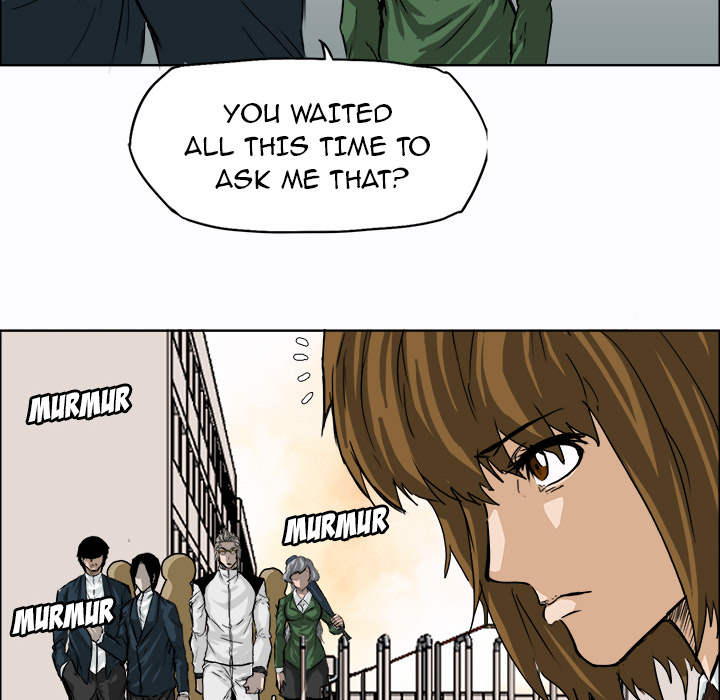 YOU WAITED
ALL THIS TIME TO
ASK ME THAT?
MURMUR
MURMUR
MURMUR